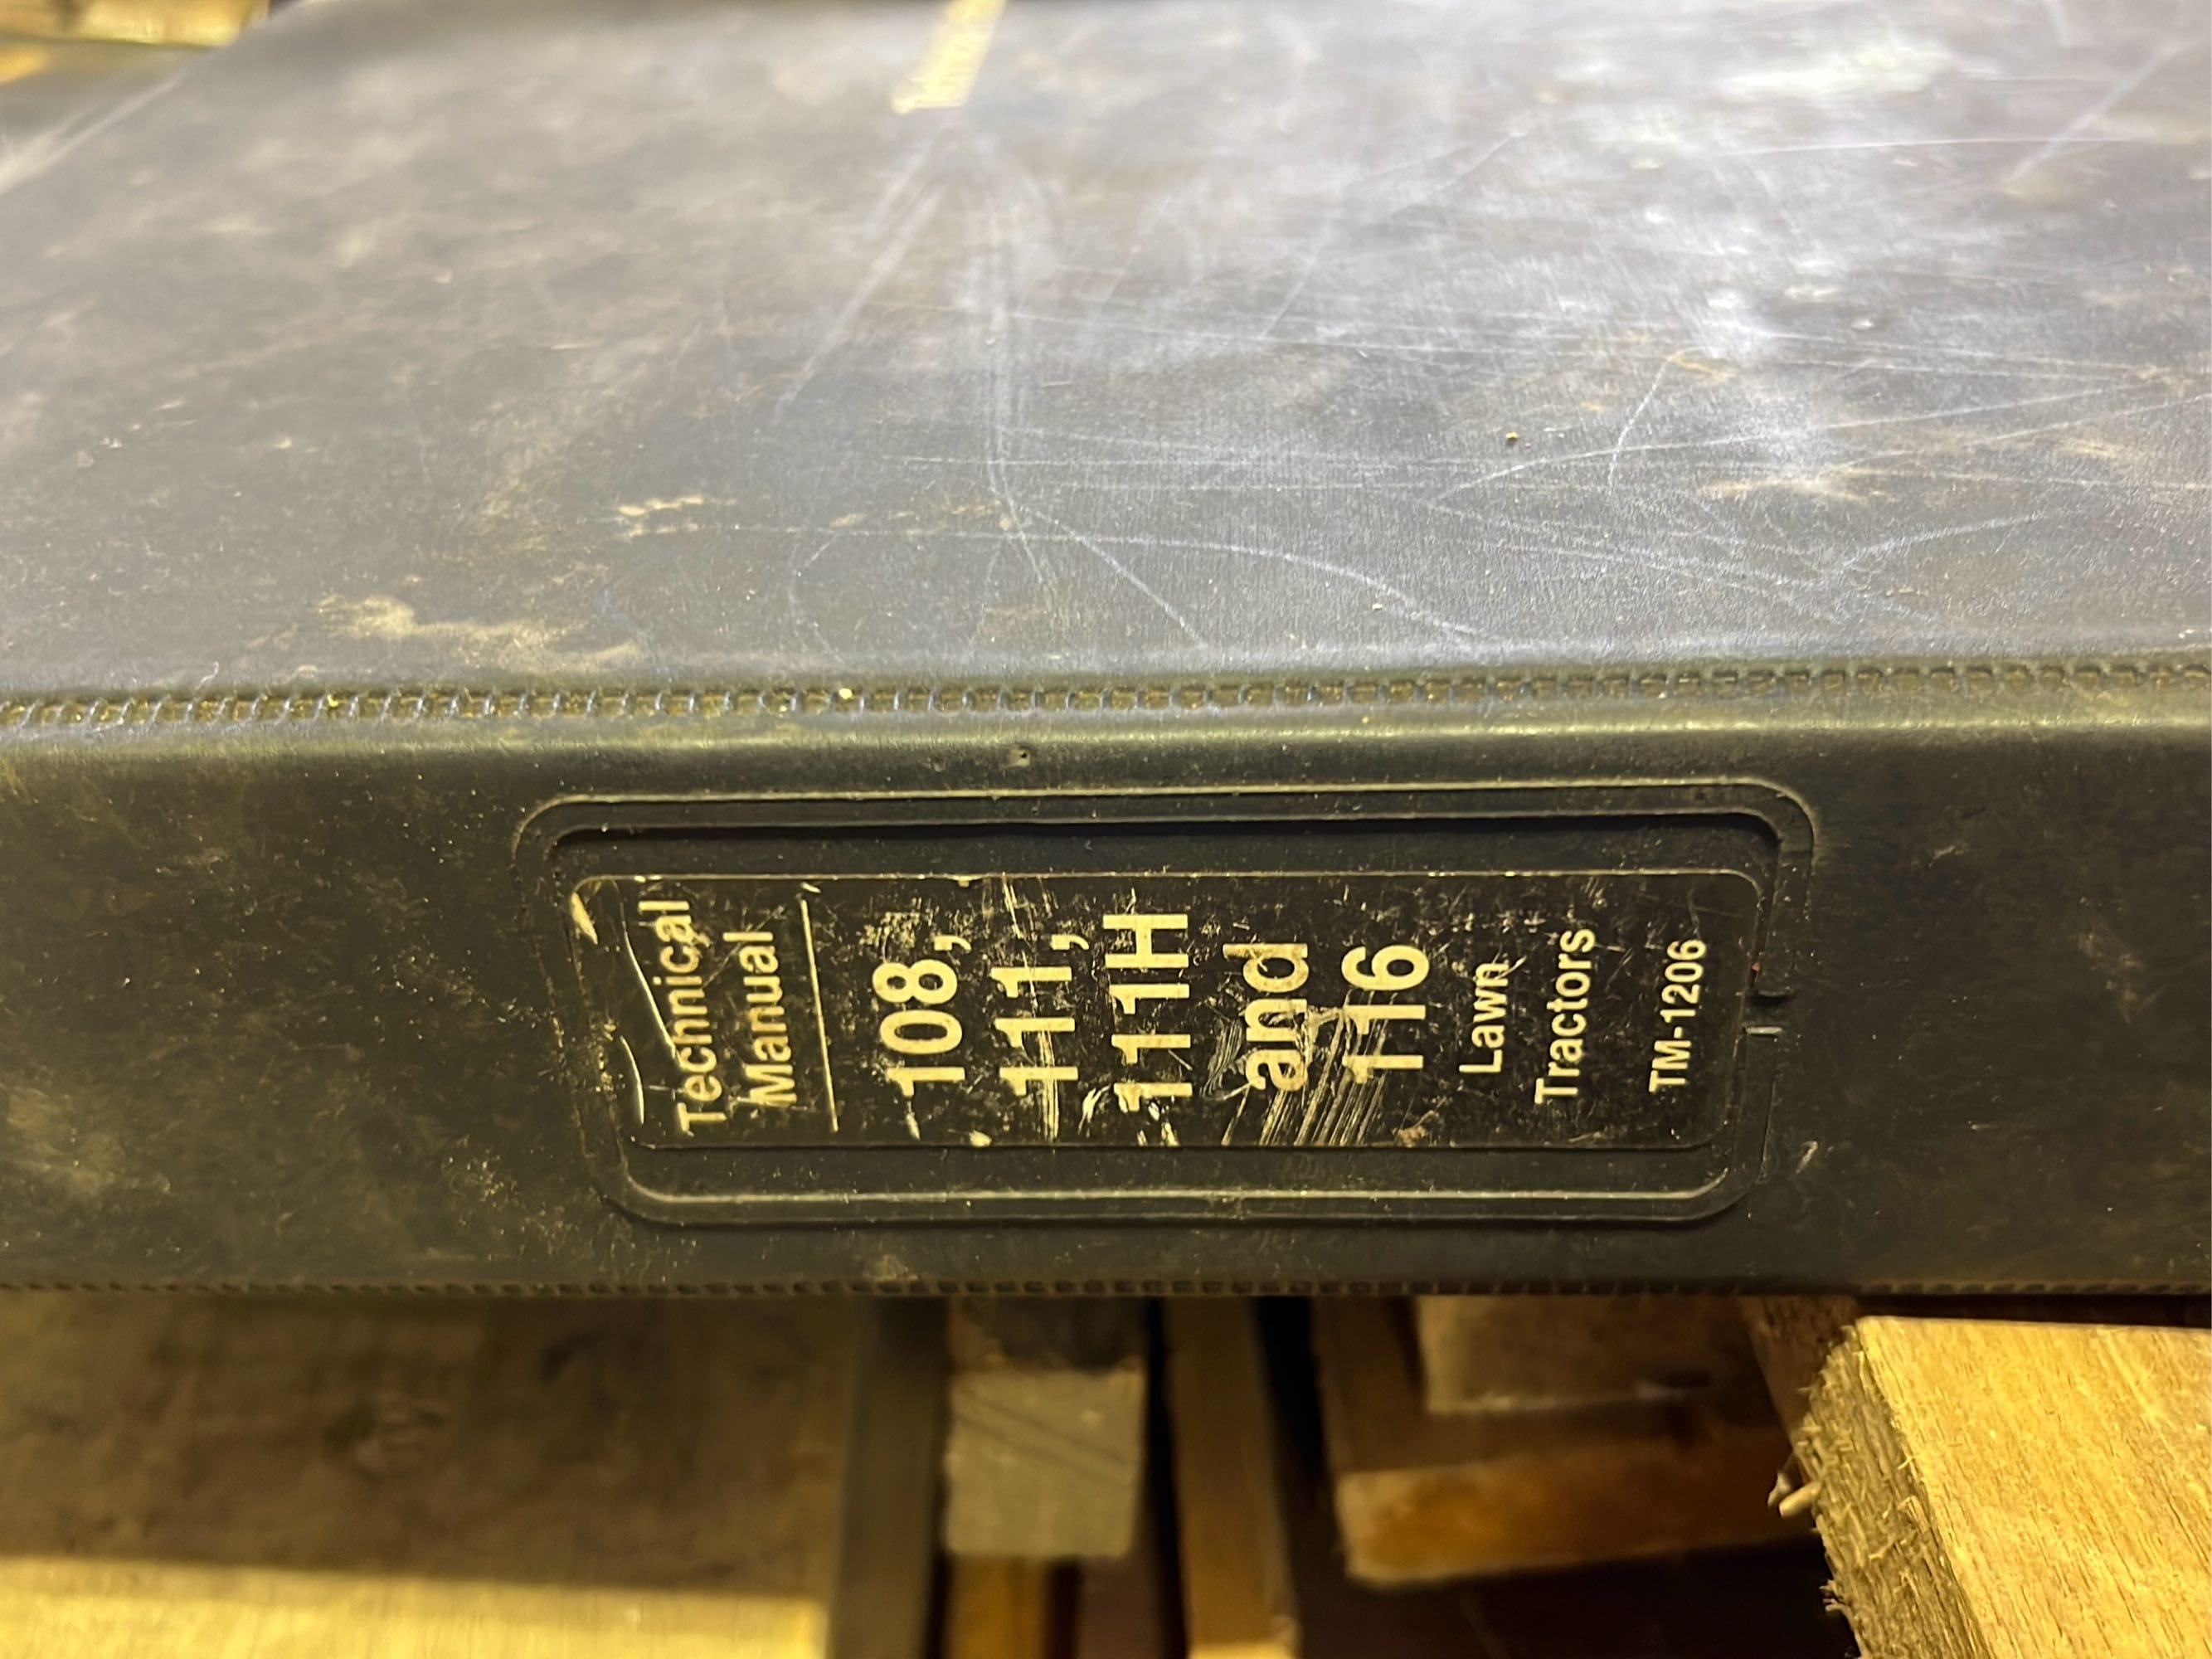 Technical
Manual
108,
111,
111H
and
116
Lawn
Tractors
TM-1206